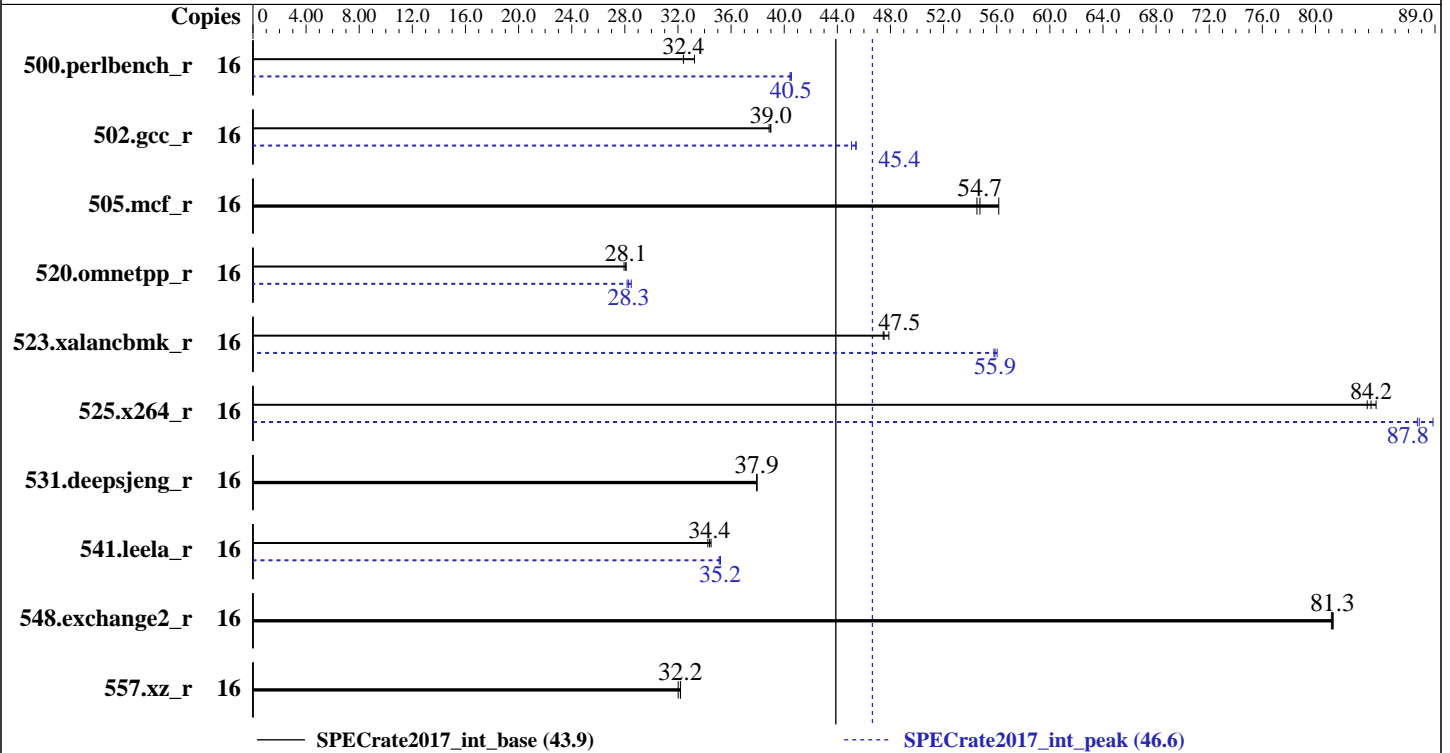 Copies 0 4.00 8.00 12.0 16.0 20.0 24.0 28.0 32.0 36.0 40.0 44.0 48.0 52.0 56.0 60.0 64.0 68.0 72.0 76.0 80.0 89.0
500.perlbench_r 16 32.4
40.5
502.gcc_r 16 39.0
45.4
505.mcf_r 16 54.7
520.omnetpp_r 16 28.1
28.3
523.xalancbmk_r 16 47.5
55.9
525.x264_r 16 84.2
87.8
531.deepsjeng_r 16 37.9
541.leela_r 16 34.4
35.2
548.exchange2_r 16 81.3
557.xz_r 16 32.2
SPECrate2017_int_base (43.9) SPECrate2017_int_peak (46.6)